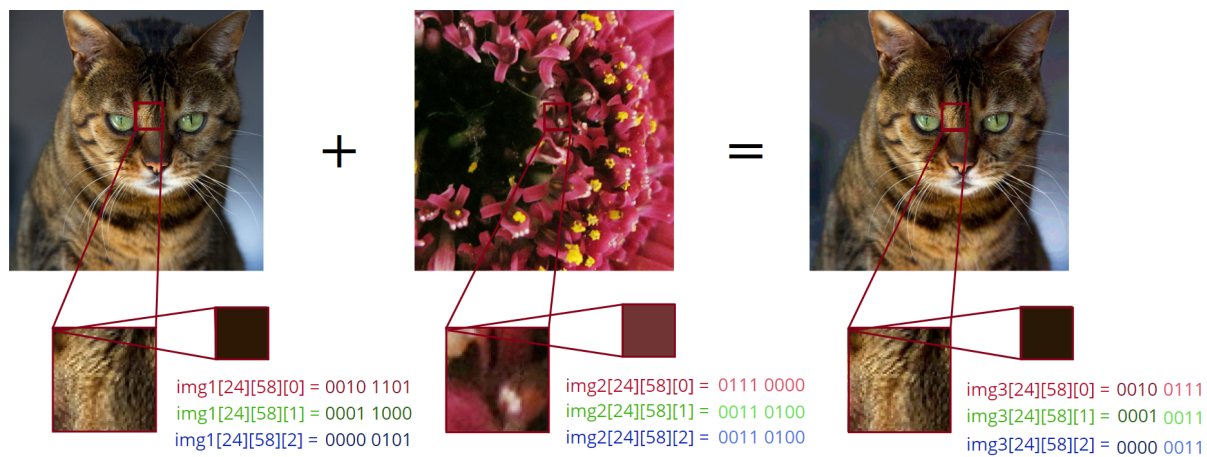 +
=
img1[24][58][0] = 0010 1101
img1[24][58][1] = 0001 1000
img1[24][58][2] = 0000 0101
img2[24][58][0] = 0111 0000
img2[24][58][1] = 0011 0100
img2[24][58][2] = 0011 0100
img3[24][58][0] = 0010 0111
img3[24][58][1] = 0001 0011
img3[24][58][2] = 0000 0011